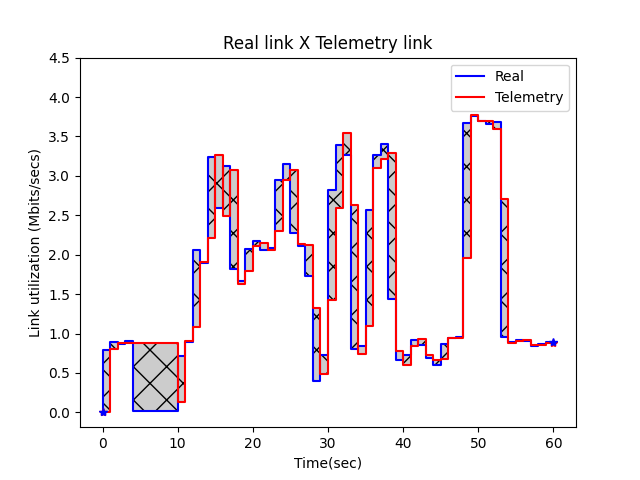 Real link X Telemetry link
Real
Telemetry
Link utilization (Mbits/secs)
4.5
4.0
3.5
3.0
2.5
2.0
1.5
1.0
0.5
0.0
0 10 20 30 40 50 60
Time(sec)